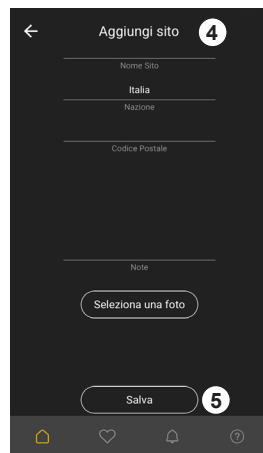 Aggiungi sito 4
Nome Sito
Italia
Nazione
Codice Postale
Note
Seleziona una foto
Salva 5
?